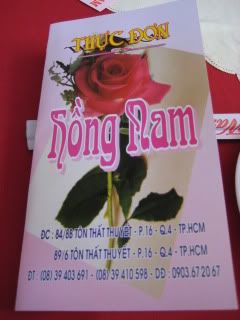 THỰC ĐƠN
Hồng Nam
ĐC : 84/88 TÔN THẤT THUYẾT - P.16 - Q.4 - TP.HCM
89/6 TÔN THẤT THUYẾT - P.16 - Q.4 - TP.HCM
ĐT : (08) 39 403 691 - (08) 39 410 598 - DĐ : 0903.67 20 67